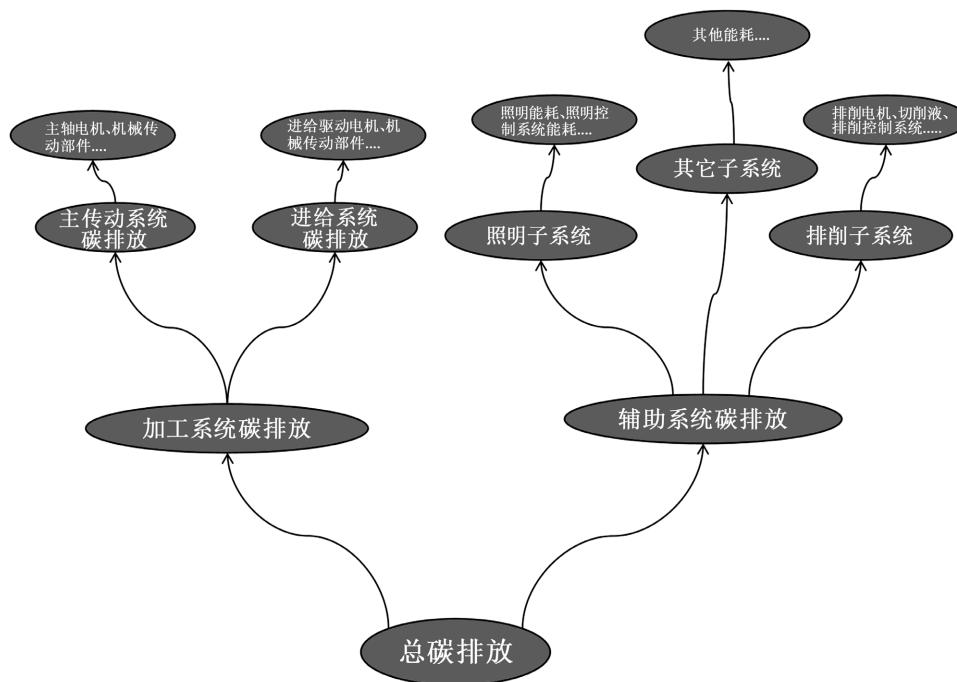 其他能耗....
主轴电机、机械传
动部件....
进给驱动电机、机
械传动部件....
照明能耗、照明控
制系统能耗....
排削电机、切削液、
排削控制系统.....
其它子系统
主传动系统
碳排放
进给系统
碳排放
照明子系统
排削子系统
加工系统碳排放
辅助系统碳排放
总碳排放